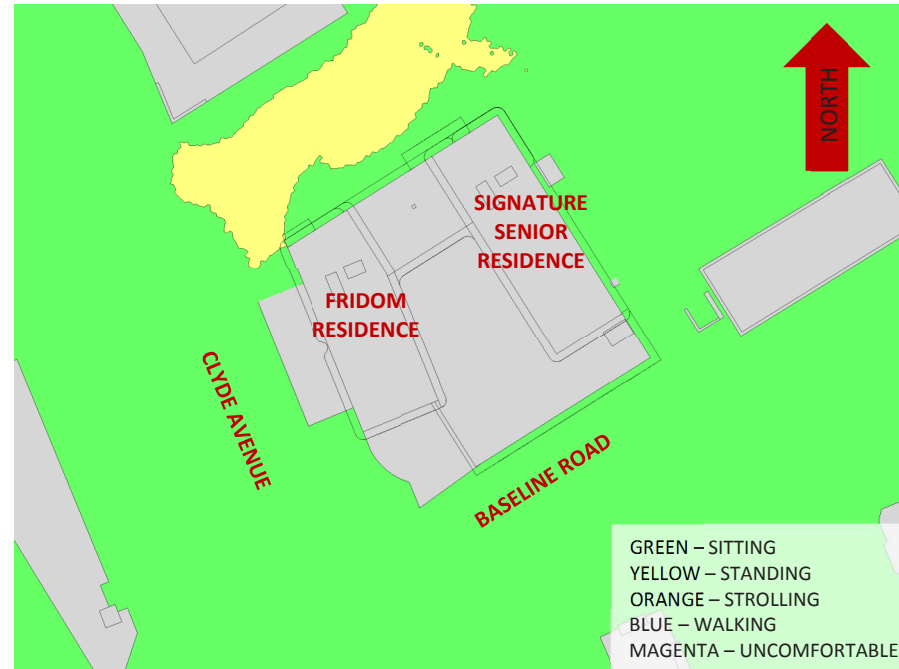 NORTH
SIGNATURE
SENIOR
RESIDENCE
FRIDOM
RESIDENCE
CLYDE AVENUE
BASELINE ROAD
GREEN – SITTING
YELLOW – STANDING
ORANGE – STROLLING
BLUE – WALKING
MAGENTA – UNCOMFORTABLE